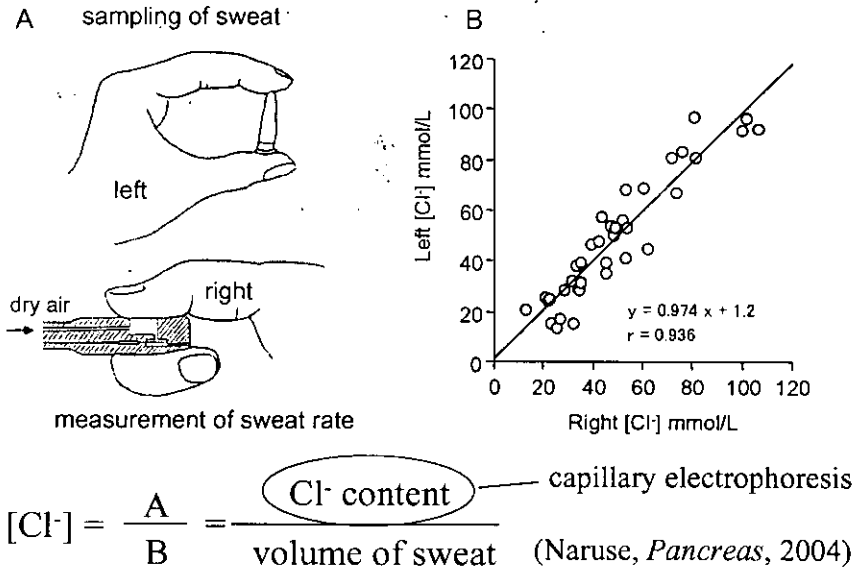 A sampling of sweat
left
right
dry air
measurement of sweat rate
B
120
100
80
60
40
20
0
Left [Cl-] mmol/L
y = 0.974 x + 1.2
r = 0.936
0 20 40 60 80 100 120
Right [Cl-] mmol/L
[Cl-] = A / B = Cl- content / volume of sweat
capillary electrophoresis
(Naruse, Pancreas, 2004)